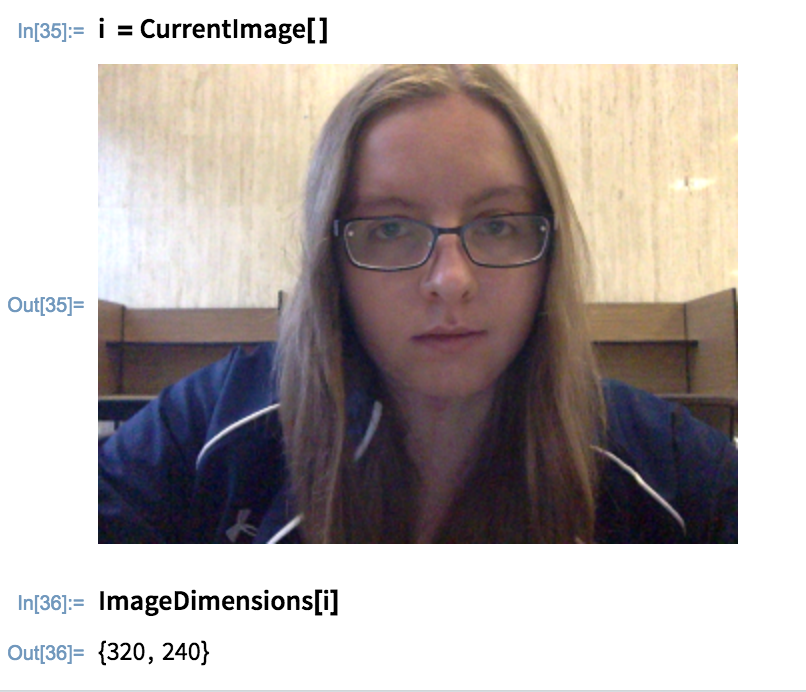 In[35]:= i = CurrentImage[]
Out[35]=
In[36]:= ImageDimensions[i]
Out[36]= {320, 240}